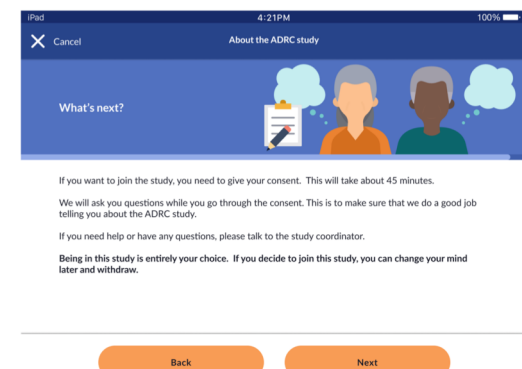 iPad 4:21PM 100%
Cancel About the ADRC study
What's next?
If you want to join the study, you need to give your consent.  This will take about 45 minutes.
We will ask you questions while you go through the consent. This is to make sure that we do a good job
telling you about the ADRC study.
If you need help or have any questions, please talk to the study coordinator.
Being in this study is entirely your choice.  If you decide to join this study, you can change your mind
later and withdraw.
Back Next